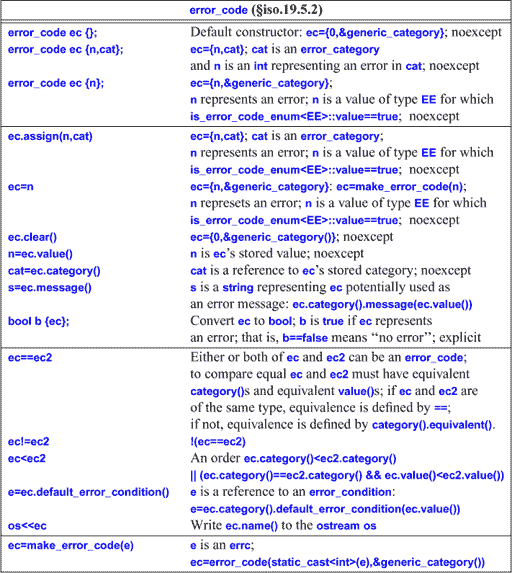 error_code (§iso.19.5.2)
error_code ec {}; Default constructor: ec={0,&generic_category}; noexcept
error_code ec {n,cat}; ec={n,cat}; cat is an error_category
and n is an int representing an error in cat; noexcept
error_code ec {n}; ec={n,&generic_category};
n represents an error; n is a value of type EE for which
is_error_code_enum<EE>::value==true; noexcept
ec.assign(n,cat) ec={n,cat}; cat is an error_category;
n represents an error; n is a value of type EE for which
is_error_code_enum<EE>::value==true; noexcept
ec=n ec={n,&generic_category}: ec=make_error_code(n);
n represets an error; n is a value of type EE for which
is_error_code_enum<EE>::value==true; noexcept
ec.clear() ec={0,&generic_category()}; noexcept
n=ec.value() n is ec's stored value; noexcept
cat=ec.category() cat is a reference to ec's stored category; noexcept
s=ec.message() s is a string representing ec potentially used as
an error message: ec.category().message(ec.value())
bool b {ec}; Convert ec to bool; b is true if ec represents
an error; that is, b==false means “no error”; explicit
ec==ec2 Either or both of ec and ec2 can be an error_code;
to compare equal ec and ec2 must have equivalent
category()s and equivalent value()s; if ec and ec2 are
of the same type, equivalence is defined by ==;
if not, equivalence is defined by category().equivalent().
ec!=ec2 !(ec==ec2)
ec<ec2 An order ec.category()<ec2.category()
|| (ec.category()==ec2.category() && ec.value()<ec2.value())
e=ec.default_error_condition() e is a reference to an error_condition:
e=ec.category().default_error_condition(ec.value())
os<<ec Write ec.name() to the ostream os
ec=make_error_code(e) e is an errc;
ec=error_code(static_cast<int>(e),&generic_category())